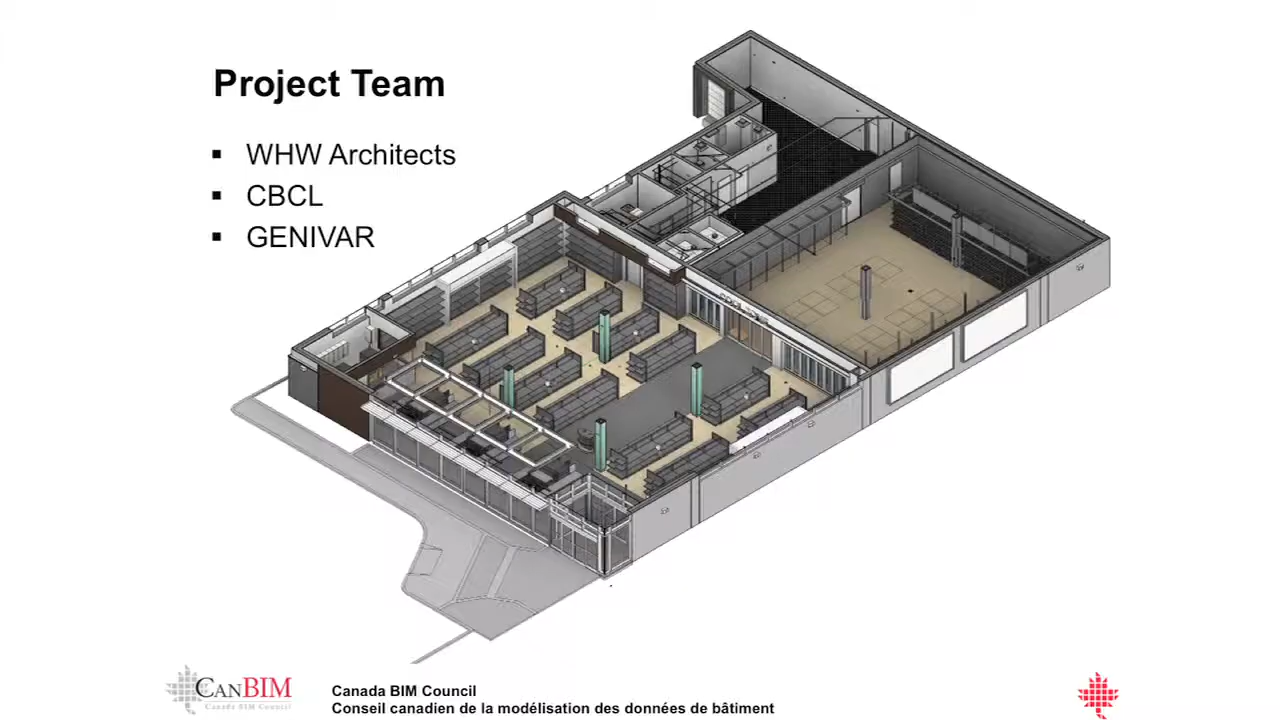 Project Team
▪ WHW Architects
▪ CBCL
▪ GENIVAR
CANBIM
Canada BIM Council
Canada BIM Council
Conseil canadien de la modélisation des données de bâtiment